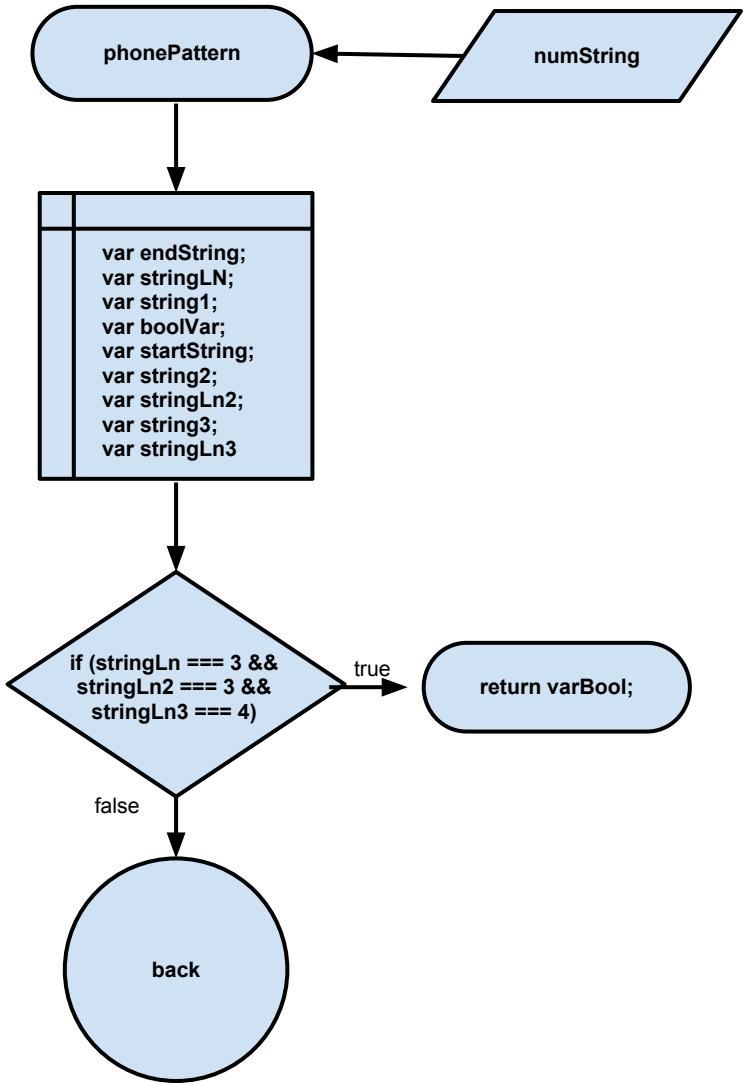 phonePattern
numString
var endString;
var stringLN;
var string1;
var boolVar;
var startString;
var string2;
var stringLn2;
var string3;
var stringLn3
if (stringLn === 3 &&
stringLn2 === 3 &&
stringLn3 === 4)
true
return varBool;
false
back